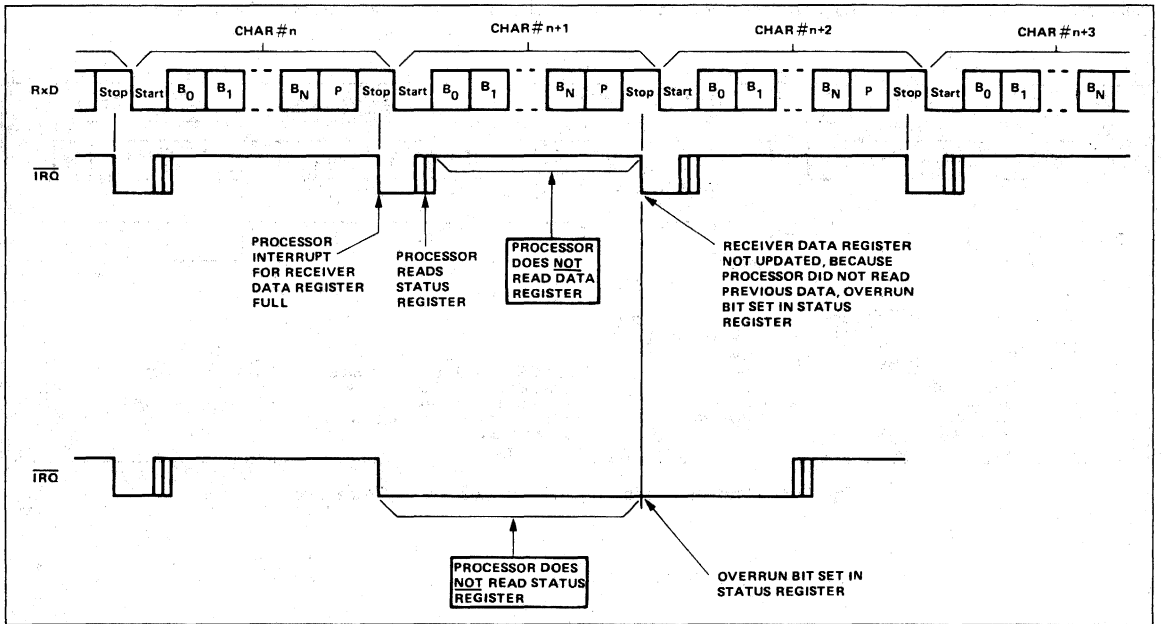 CHAR#n CHAR#n+1 CHAR#n+2 CHAR#n+3
RxD Stop Start B0 B1 BN P Stop Start B0 B1 BN P Stop Start B0 B1 BN P Stop Start B0 B1 BN
IRQ
PROCESSOR
INTERRUPT
FOR RECEIVER
DATA REGISTER
FULL
PROCESSOR
READS
STATUS
REGISTER
PROCESSOR
DOES NOT
READ DATA
REGISTER
RECEIVER DATA REGISTER
NOT UPDATED, BECAUSE
PROCESSOR DID NOT READ
PREVIOUS DATA, OVERRUN
BIT SET IN STATUS
REGISTER
IRQ
PROCESSOR DOES
NOT READ STATUS
REGISTER
OVERRUN BIT SET IN
STATUS REGISTER